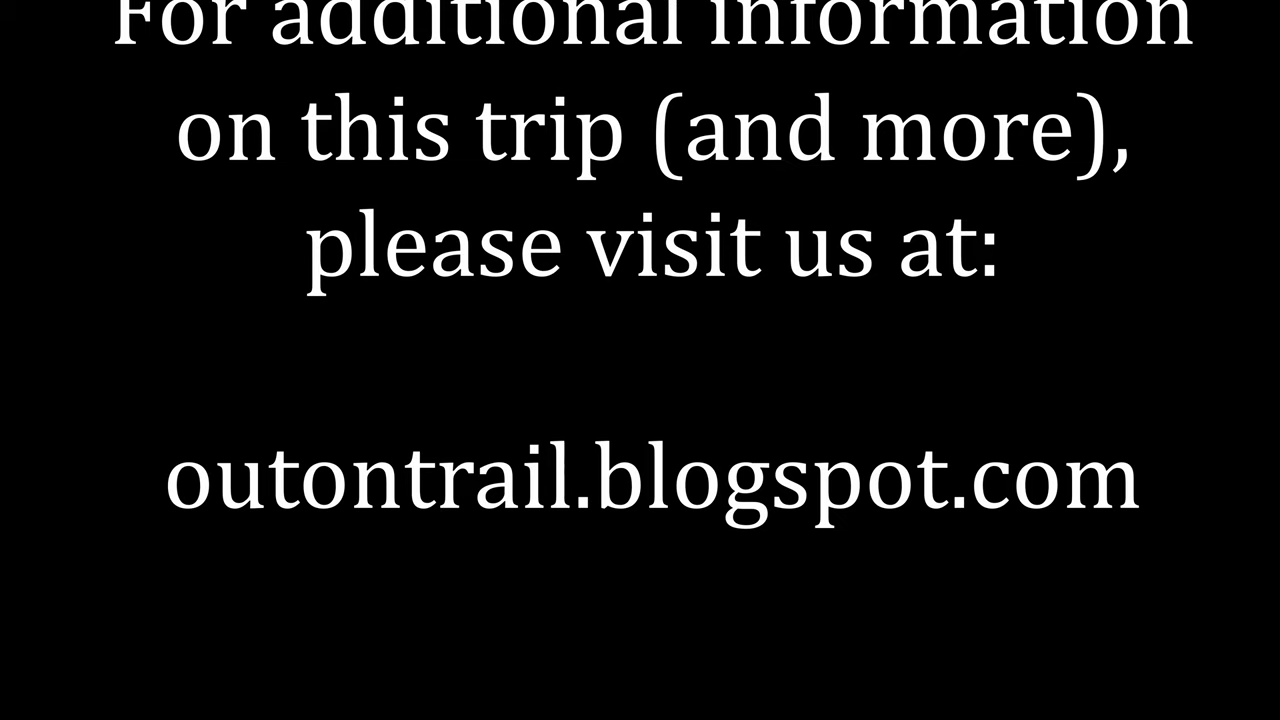 For additional information
on this trip (and more),
please visit us at:
outontrail.blogspot.com